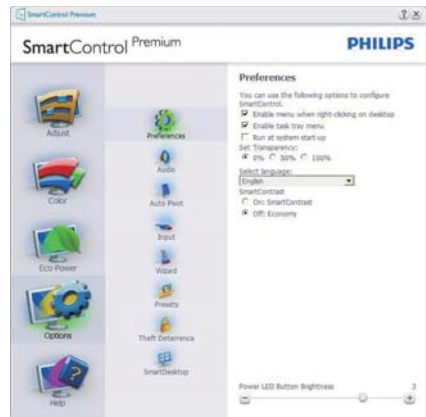 SmartControl Premium
SmartControl Premium
PHILIPS
Adjust
Color
Eco Power
Options
Help
Preferences
Audio
Auto Pivot
Input
Wizard
Presets
Theft Deterrence
SmartDesktop
Preferences
You can use the following options to configure
SmartControl.
Enable menu when right-clicking on desktop
Enable task tray menu
Run at system start-up
Set Transparency:
0% 50% 100%
Select language:
English
SmartContrast
On: SmartContrast
Off: Economy
Power LED Button Brightness 3